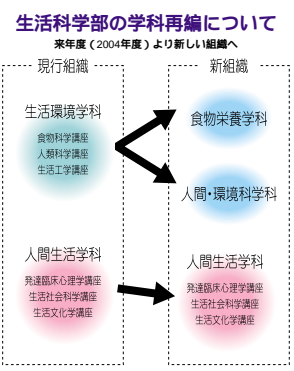 生活科学部の学科再編について
来年度（2004年度）より新しい組織へ
現行組織
生活環境学科
食物科学講座
人類科学講座
生活工学講座
人間生活学科
発達臨床心理学講座
生活社会科学講座
生活文化学講座
新組織
食物栄養学科
人間・環境科学科
人間生活学科
発達臨床心理学講座
生活社会科学講座
生活文化学講座